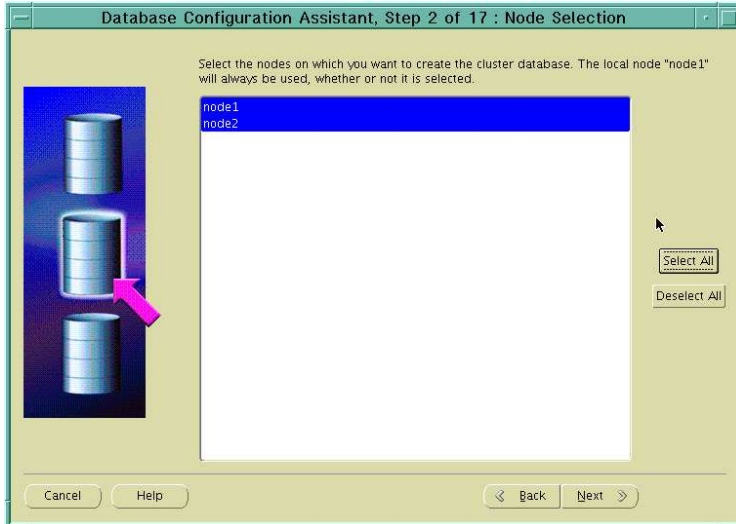 Database Configuration Assistant, Step 2 of 17 : Node Selection
Select the nodes on which you want to create the cluster database. The local node "node1"
will always be used, whether or not it is selected.
node1
node2
Select All
Deselect All
Cancel
Help
Back
Next